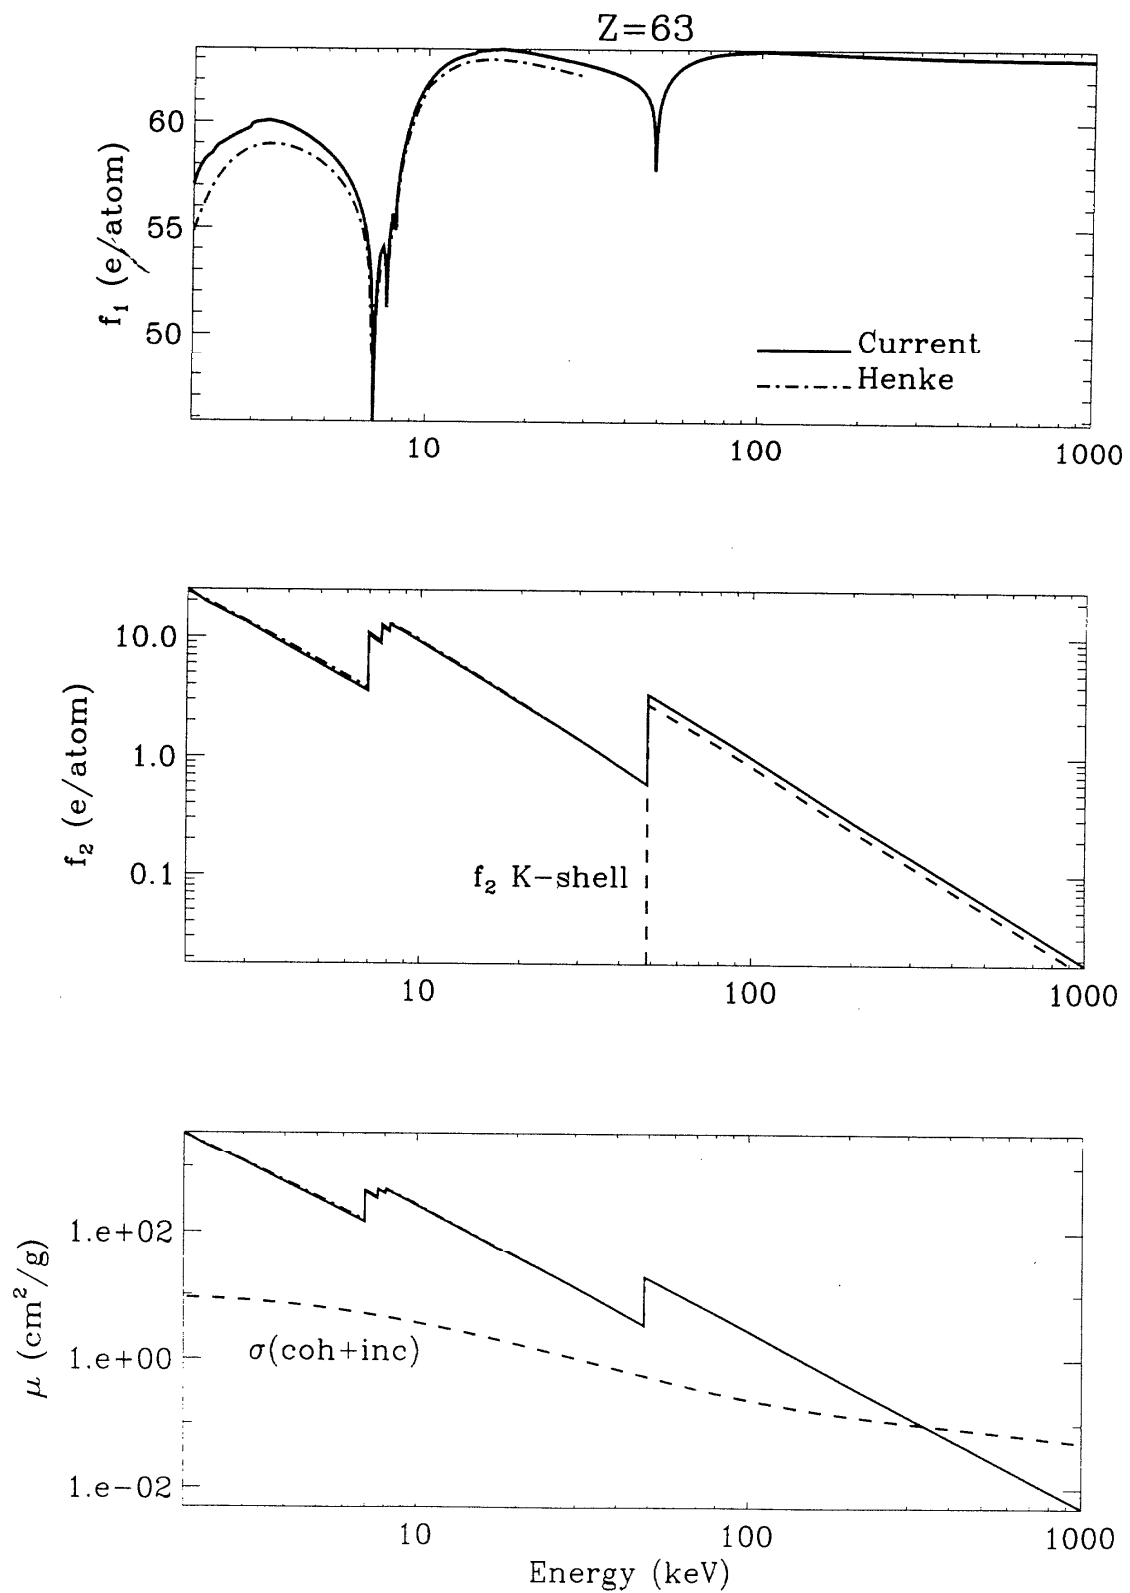 Z=63
f₁ (e/atom)
60
55
50
Current
Henke
10
100
1000
f₂ (e/atom)
10.0
1.0
0.1
f₂ K-shell
10
100
1000
μ (cm²/g)
1.e+02
1.e+00
1.e-02
σ(coh+inc)
10
100
1000
Energy (keV)